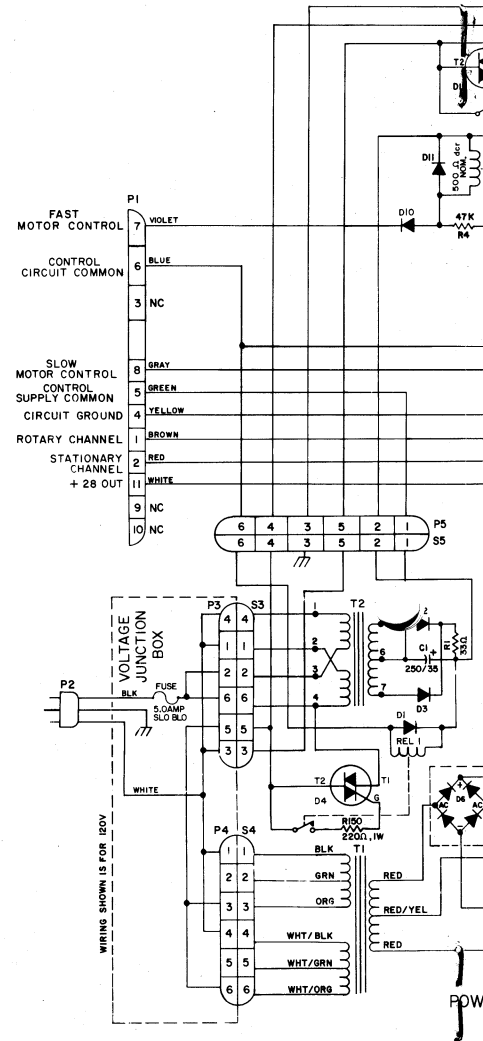 T2
D1
D11
500 Ω dcr
NOM.
P1
FAST
MOTOR CONTROL
7
VIOLET
D10
47K
R4
CONTROL
CIRCUIT COMMON
6
BLUE
3
NC
SLOW
MOTOR CONTROL
8
GRAY
CONTROL
SUPPLY COMMON
5
GREEN
CIRCUIT GROUND
4
YELLOW
ROTARY CHANNEL
1
BROWN
STATIONARY
CHANNEL
2
RED
+ 28 OUT
11
WHITE
9
NC
10
NC
6 4 3 5 2 1
P5
6 4 3 5 2 1
S5
VOLTAGE
JUNCTION
BOX
P3 S3
4 4
1 1
2 2
6 6
5 5
3 3
1
2
3
4
T2
2
6
7
C1
+
250/35
R1
33Ω
D3
P2
BLK
FUSE
5.0AMP
SLO BLO
D1
REL 1
WHITE
T2
T1
D4
G
R150
220Ω, 1W
+
AC
D6
AC
-
WIRING SHOWN IS FOR 120V
P4 S4
1 1
2 2
3 3
4 4
5 5
6 6
BLK
GRN
ORG
WHT/BLK
WHT/GRN
WHT/ORG
T1
RED
RED/YEL
RED
POW